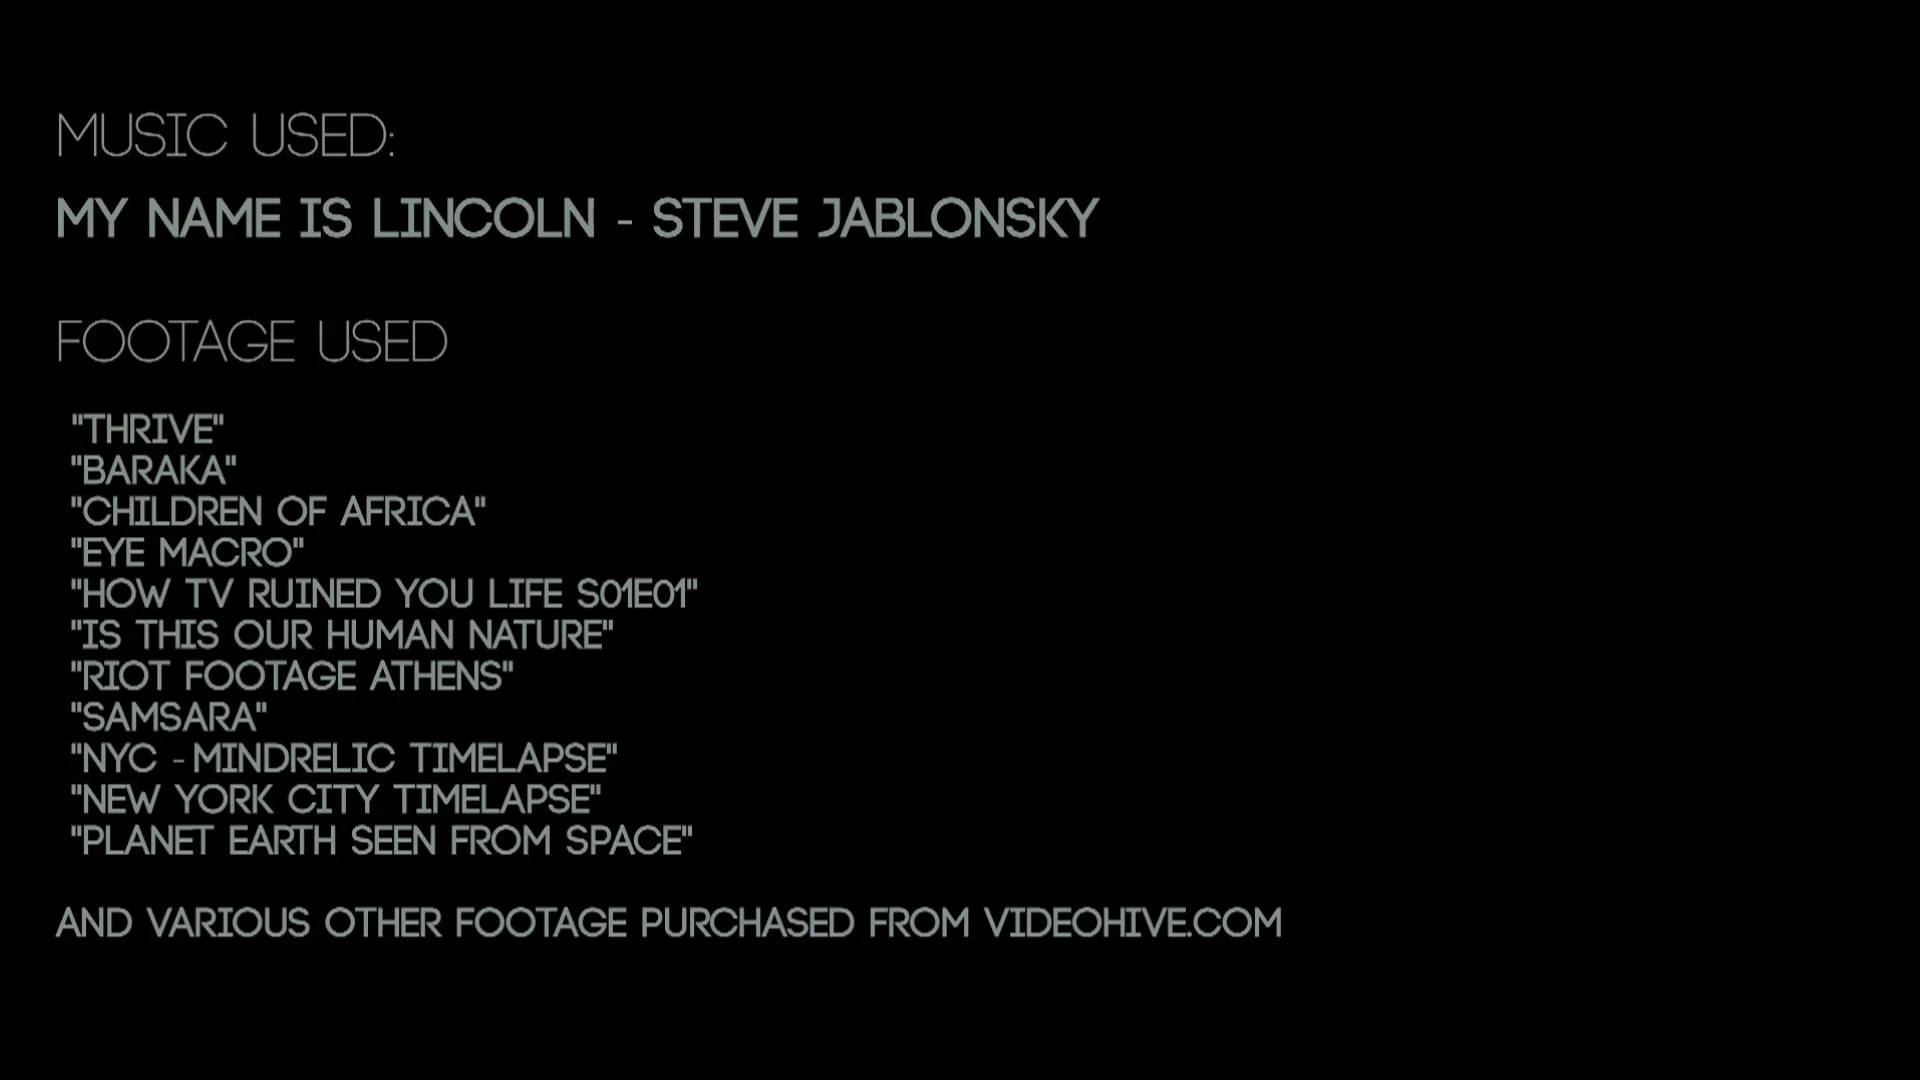 MUSIC USED:
MY NAME IS LINCOLN - STEVE JABLONSKY
FOOTAGE USED
"THRIVE"
"BARAKA"
"CHILDREN OF AFRICA"
"EYE MACRO"
"HOW TV RUINED YOU LIFE S01E01"
"IS THIS OUR HUMAN NATURE"
"RIOT FOOTAGE ATHENS"
"SAMSARA"
"NYC - MINDRELIC TIMELAPSE"
"NEW YORK CITY TIMELAPSE"
"PLANET EARTH SEEN FROM SPACE"
AND VARIOUS OTHER FOOTAGE PURCHASED FROM VIDEOHIVE.COM